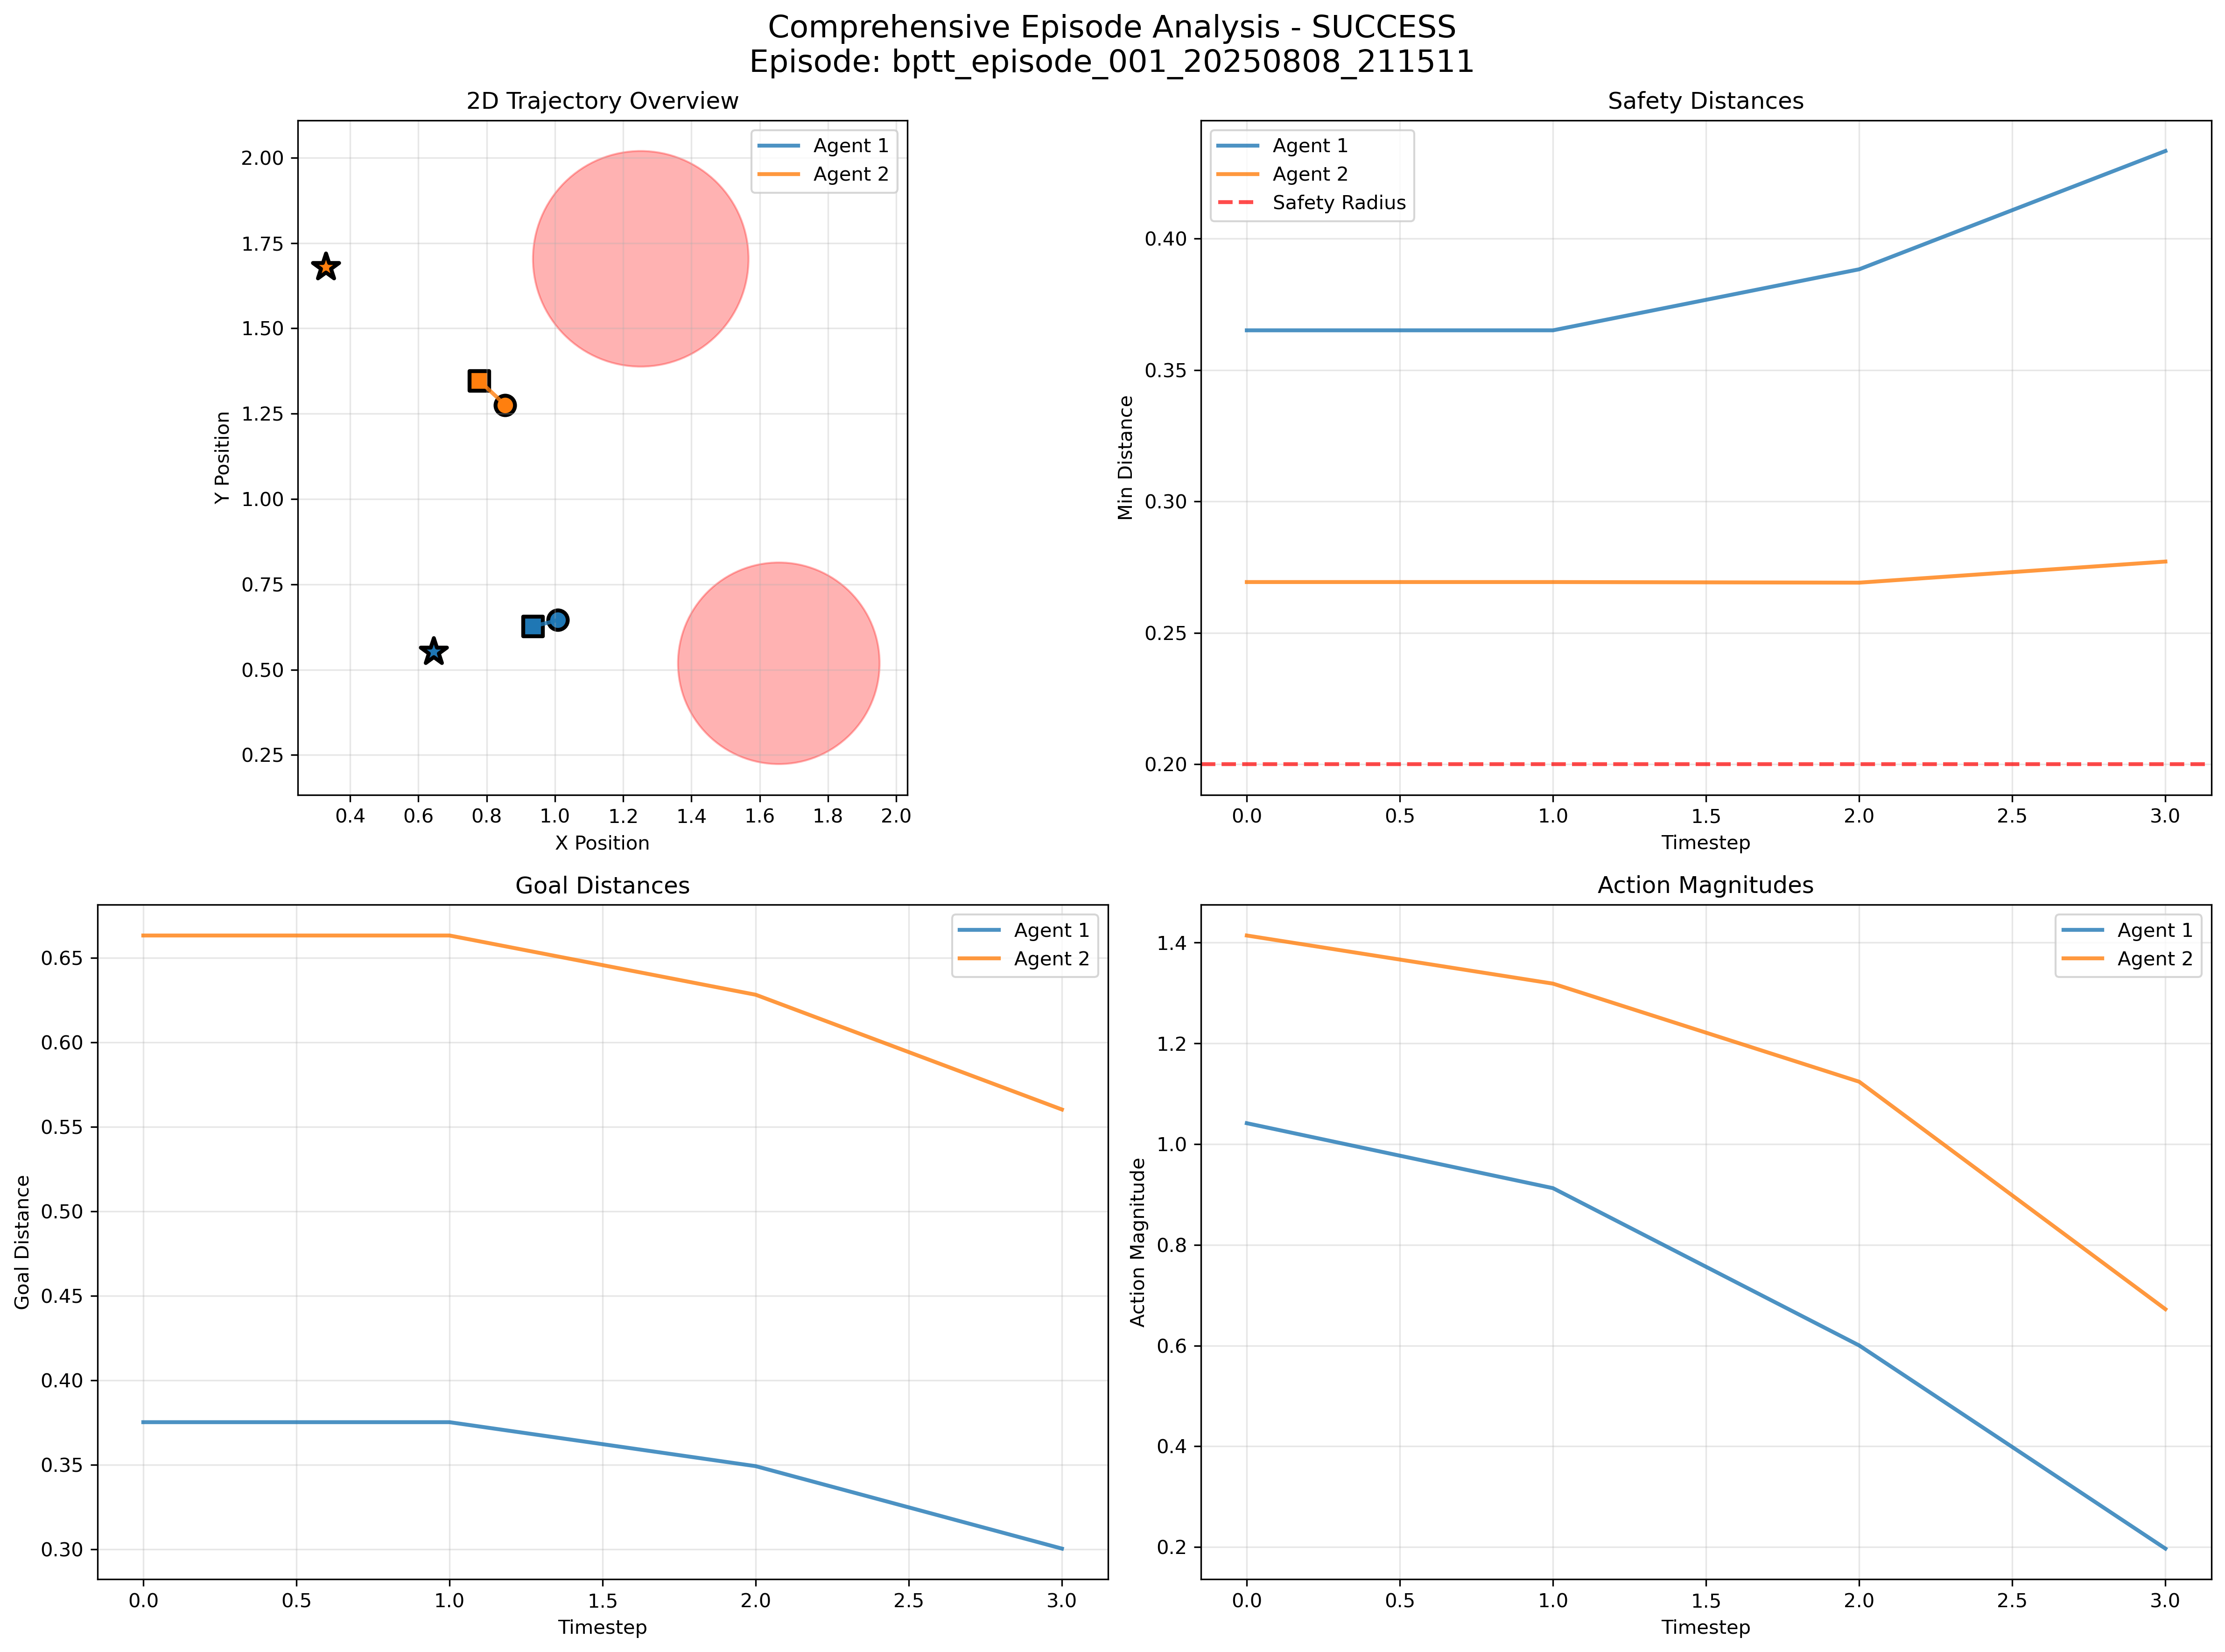 Comprehensive Episode Analysis - SUCCESS
Episode: bptt_episode_001_20250808_211511
2D Trajectory Overview
Agent 1
Agent 2
2.00
1.75
1.50
1.25
1.00
0.75
0.50
0.25
Y Position
0.4 0.6 0.8 1.0 1.2 1.4 1.6 1.8 2.0
X Position
Safety Distances
Agent 1
Agent 2
Safety Radius
0.40
0.35
0.30
0.25
0.20
Min Distance
0.0 0.5 1.0 1.5 2.0 2.5 3.0
Timestep
Goal Distances
Agent 1
Agent 2
0.65
0.60
0.55
0.50
0.45
0.40
0.35
0.30
Goal Distance
0.0 0.5 1.0 1.5 2.0 2.5 3.0
Timestep
Action Magnitudes
Agent 1
Agent 2
1.4
1.2
1.0
0.8
0.6
0.4
0.2
Action Magnitude
0.0 0.5 1.0 1.5 2.0 2.5 3.0
Timestep